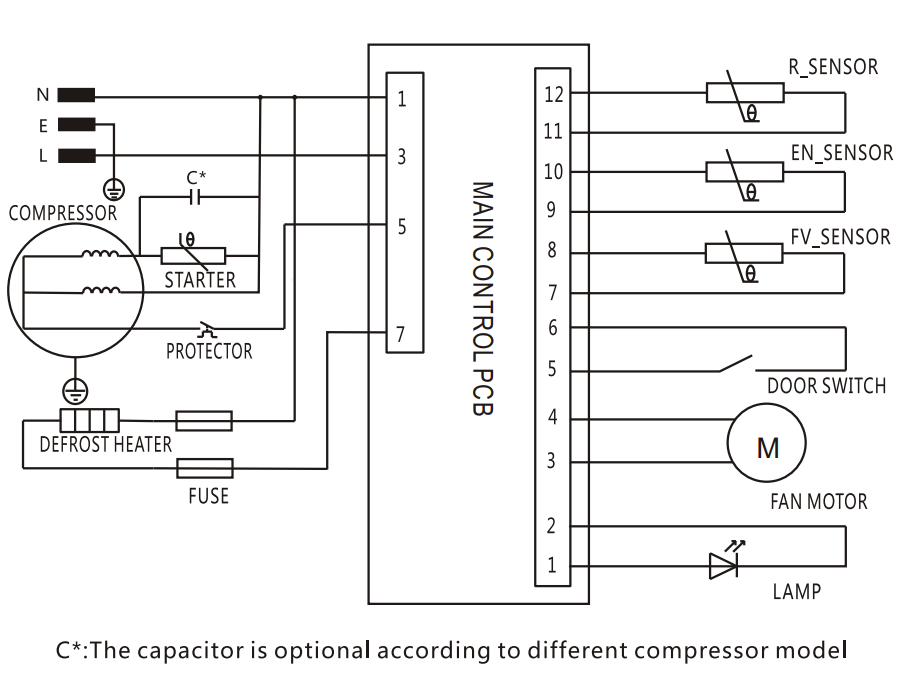 N
E
L
C*
COMPRESSOR
θ
STARTER
PROTECTOR
DEFROST HEATER
FUSE
1
3
5
7
MAIN CONTROL PCB
12
11
10
9
8
7
6
5
4
3
2
1
R_SENSOR
θ
EN_SENSOR
θ
FV_SENSOR
θ
DOOR SWITCH
M
FAN MOTOR
LAMP
C*:The capacitor is optional according to different compressor model